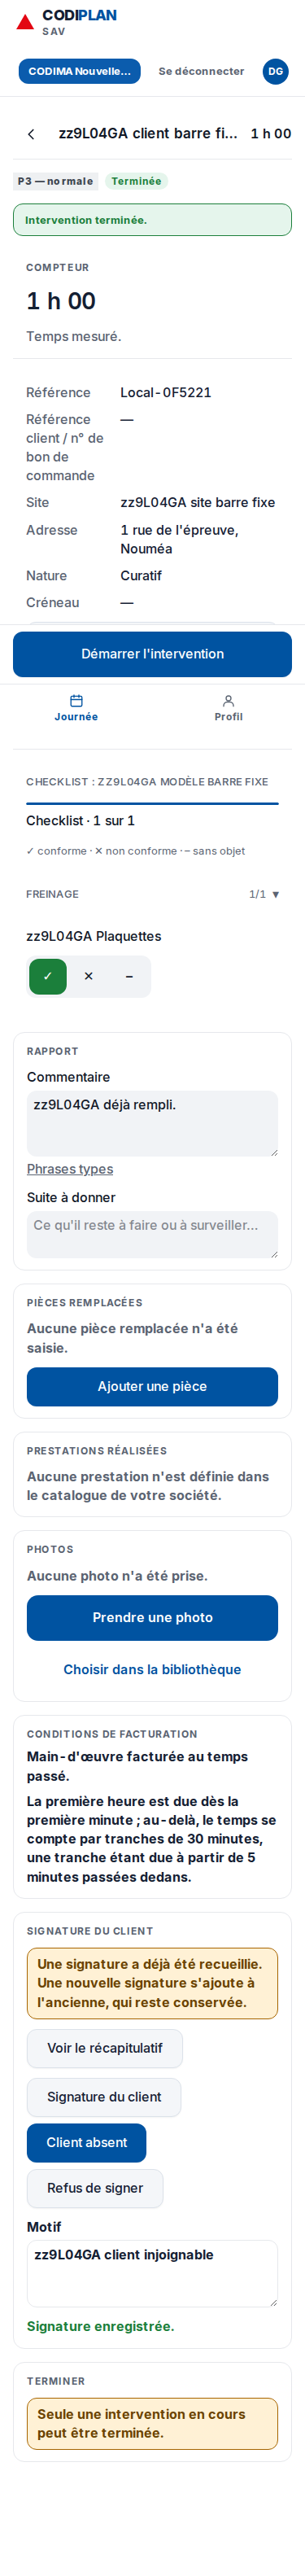 CODIPLAN
SAV
CODIMA Nouvelle...
Se déconnecter
DG
zz9L04GA client barre fi...
1 h 00
P3 — normale
Terminée
Intervention terminée.
COMPTEUR
1 h 00
Temps mesuré.
Référence
Local-0F5221
Référence
client / n° de
bon de
commande
—
Site
zz9L04GA site barre fixe
Adresse
1 rue de l'épreuve,
Nouméa
Nature
Curatif
Créneau
—
Démarrer l'intervention
Journée
Profil
CHECKLIST : ZZ9L04GA MODÈLE BARRE FIXE
Checklist · 1 sur 1
✓ conforme · ✕ non conforme · – sans objet
FREINAGE
1/1 ▼
zz9L04GA Plaquettes
✓
✕
–
RAPPORT
Commentaire
zz9L04GA déjà rempli.
Phrases types
Suite à donner
Ce qu'il reste à faire ou à surveiller...
PIÈCES REMPLACÉES
Aucune pièce remplacée n'a été
saisie.
Ajouter une pièce
PRESTATIONS RÉALISÉES
Aucune prestation n'est définie dans
le catalogue de votre société.
PHOTOS
Aucune photo n'a été prise.
Prendre une photo
Choisir dans la bibliothèque
CONDITIONS DE FACTURATION
Main-d'œuvre facturée au temps
passé.
La première heure est due dès la
première minute ; au-delà, le temps se
compte par tranches de 30 minutes,
une tranche étant due à partir de 5
minutes passées dedans.
SIGNATURE DU CLIENT
Une signature a déjà été recueillie.
Une nouvelle signature s'ajoute à
l'ancienne, qui reste conservée.
Voir le récapitulatif
Signature du client
Client absent
Refus de signer
Motif
zz9L04GA client injoignable
Signature enregistrée.
TERMINER
Seule une intervention en cours
peut être terminée.